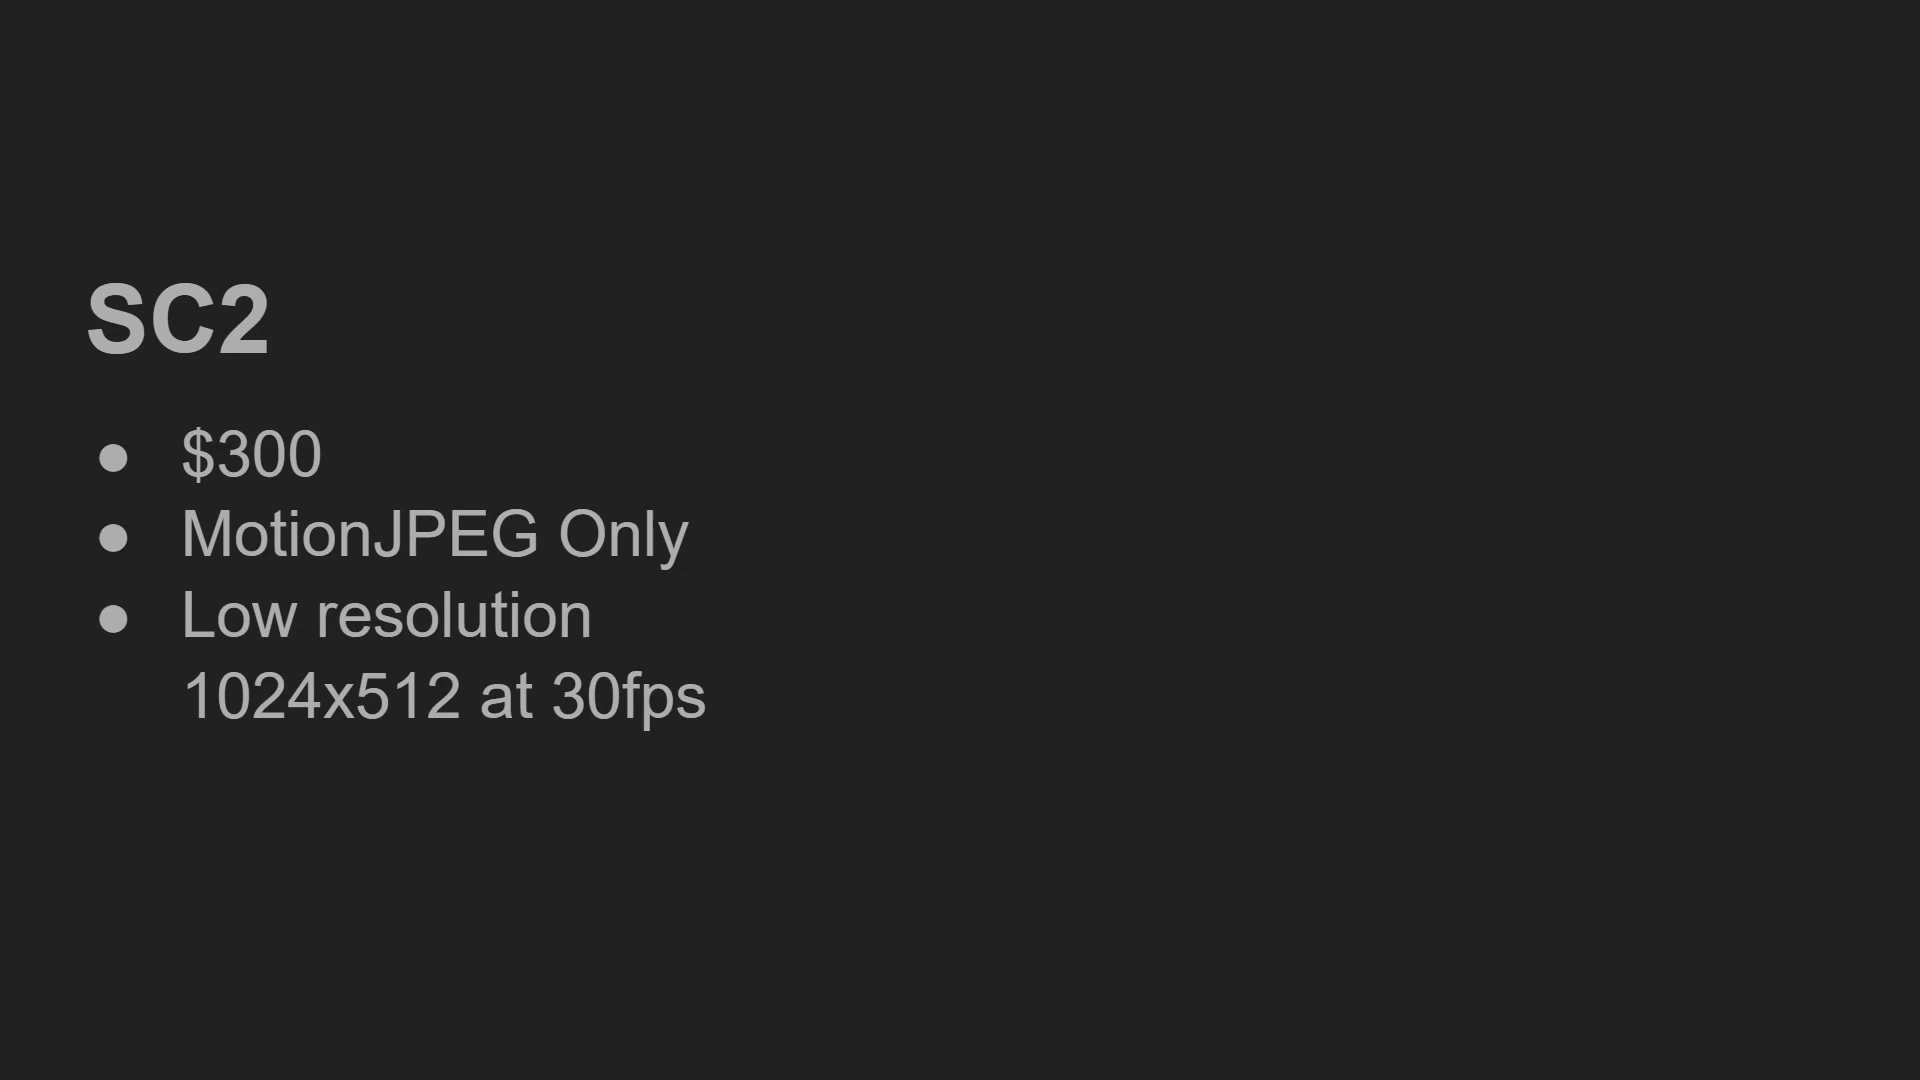 SC2
● $300
● MotionJPEG Only
● Low resolution
1024x512 at 30fps